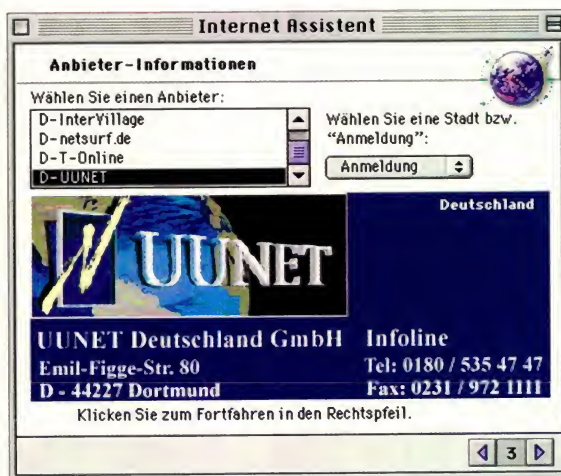 Internet Assistent
Anbieter-Informationen
Wählen Sie einen Anbieter:
D-InterVillage
D-netsurf.de
D-T-Online
D-UUNET
Wählen Sie eine Stadt bzw.
"Anmeldung":
Anmeldung
Deutschland
UUNET
UUNET Deutschland GmbH
Emil-Figge-Str. 80
D - 44227 Dortmund
Infoline
Tel: 0180 / 535 47 47
Fax: 0231 / 972 1111
Klicken Sie zum Fortfahren in den Rechtspfeil.
3